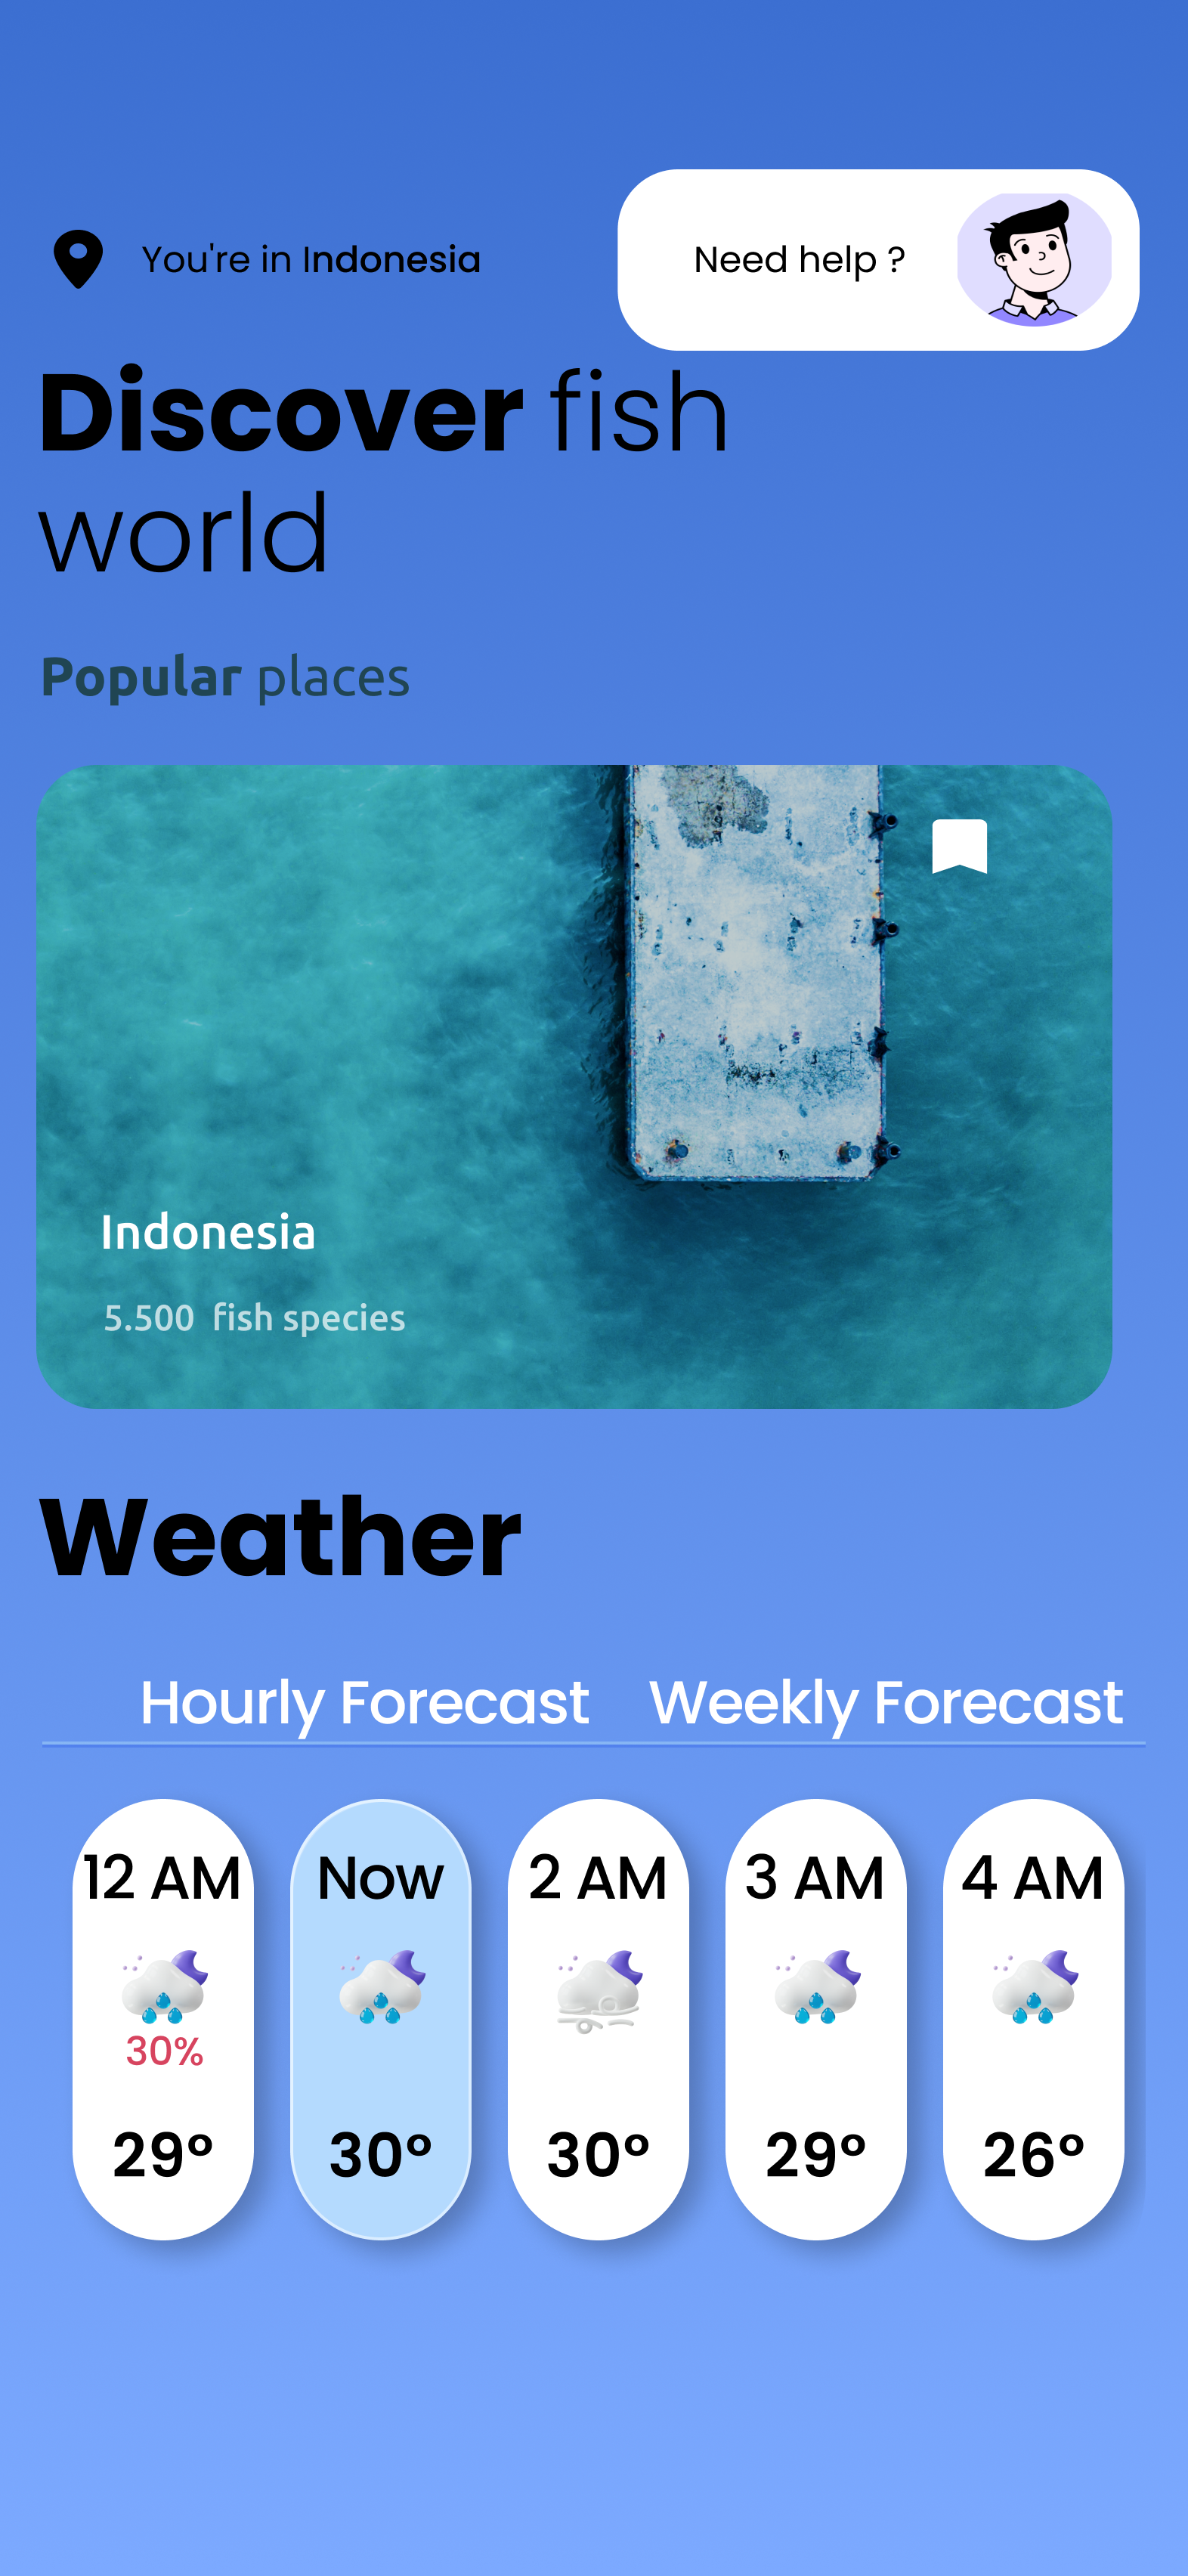 You're in Indonesia
Need help ?
Discover fish
world
Popular places
Indonesia
5.500 fish species
Weather
Hourly Forecast
Weekly Forecast
12 AM
Now
2 AM
3 AM
4 AM
30%
29°
30°
30°
29°
26°